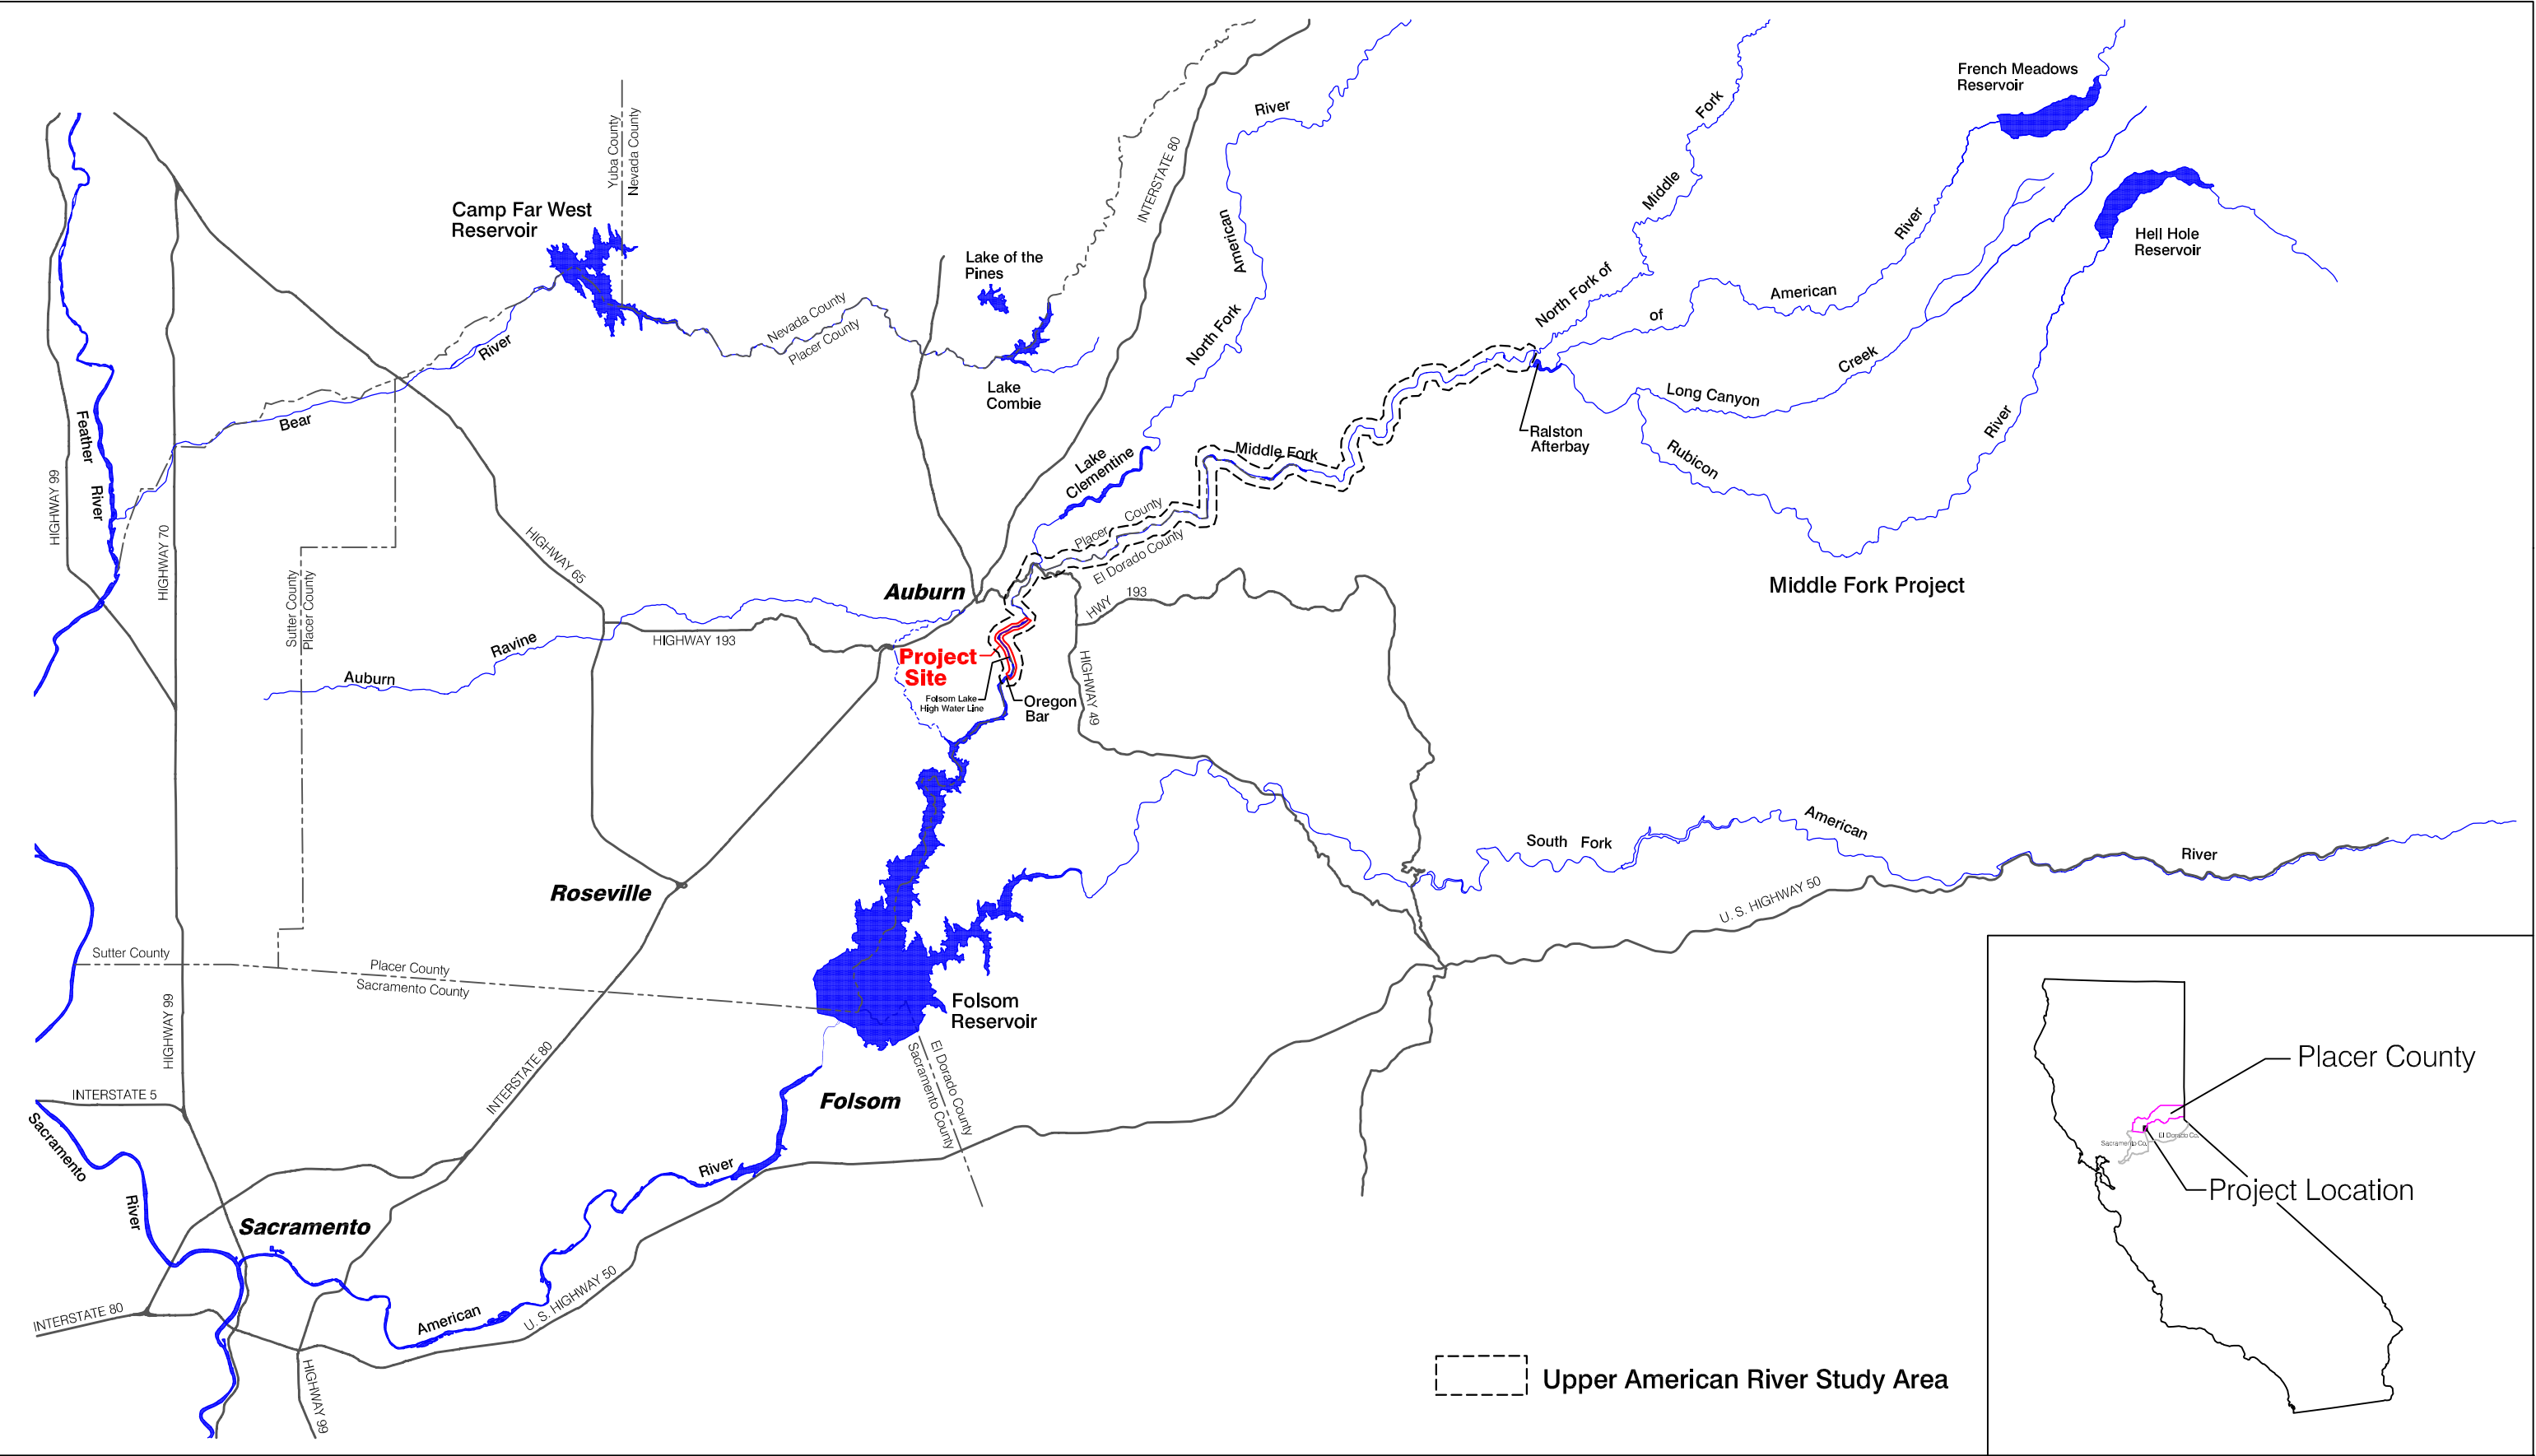 French Meadows
Reservoir
River
Fork
INTERSTATE 80
Yuba County
Nevada County
Middle
Camp Far West
Reservoir
American
River
Hell Hole
Reservoir
Lake of the
Pines
North Fork of
American
of
Nevada County
Placer County
North Fork
River
Creek
Lake
Combie
Long Canyon
Bear
Feather
River
River
Ralston
Afterbay
Middle Fork
Rubicon
Lake
Clementine
HIGHWAY 99
HIGHWAY 70
Placer County
El Dorado County
HIGHWAY 65
Middle Fork Project
Auburn
HWY 193
Sutter County
Placer County
HIGHWAY 193
Ravine
Auburn
Project
Site
HIGHWAY 49
Folsom Lake
High Water Line
Oregon
Bar
American
South Fork
River
Roseville
U. S. HIGHWAY 50
Sutter County
Placer County
Sacramento County
Folsom
Reservoir
HIGHWAY 99
El Dorado County
Sacramento County
INTERSTATE 80
INTERSTATE 5
Folsom
Sacramento
River
River
Sacramento
American
U. S. HIGHWAY 50
INTERSTATE 80
HIGHWAY 99
Upper American River Study Area
Placer County
Sacramento Co.
El Dorado Co.
Project Location